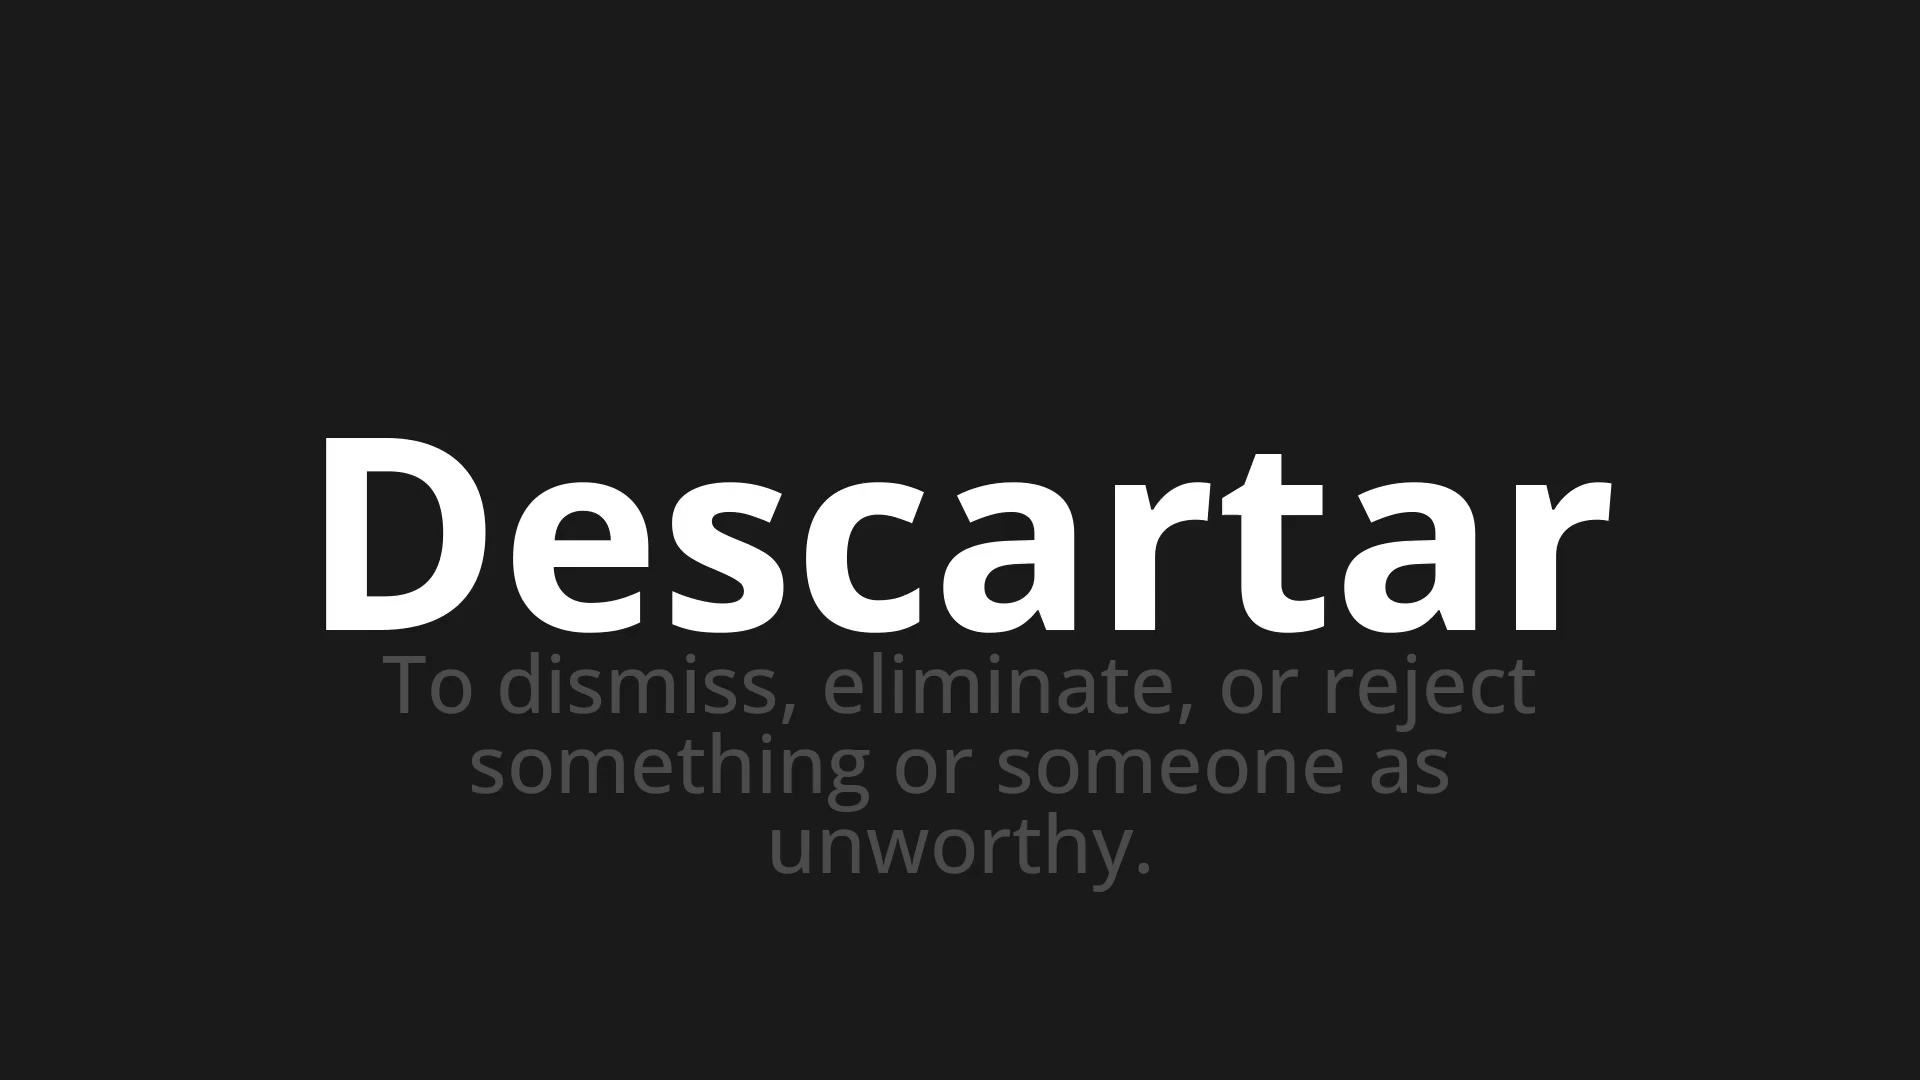 Descartar
To dismiss, eliminate, or reject
something or someone as
unworthy.